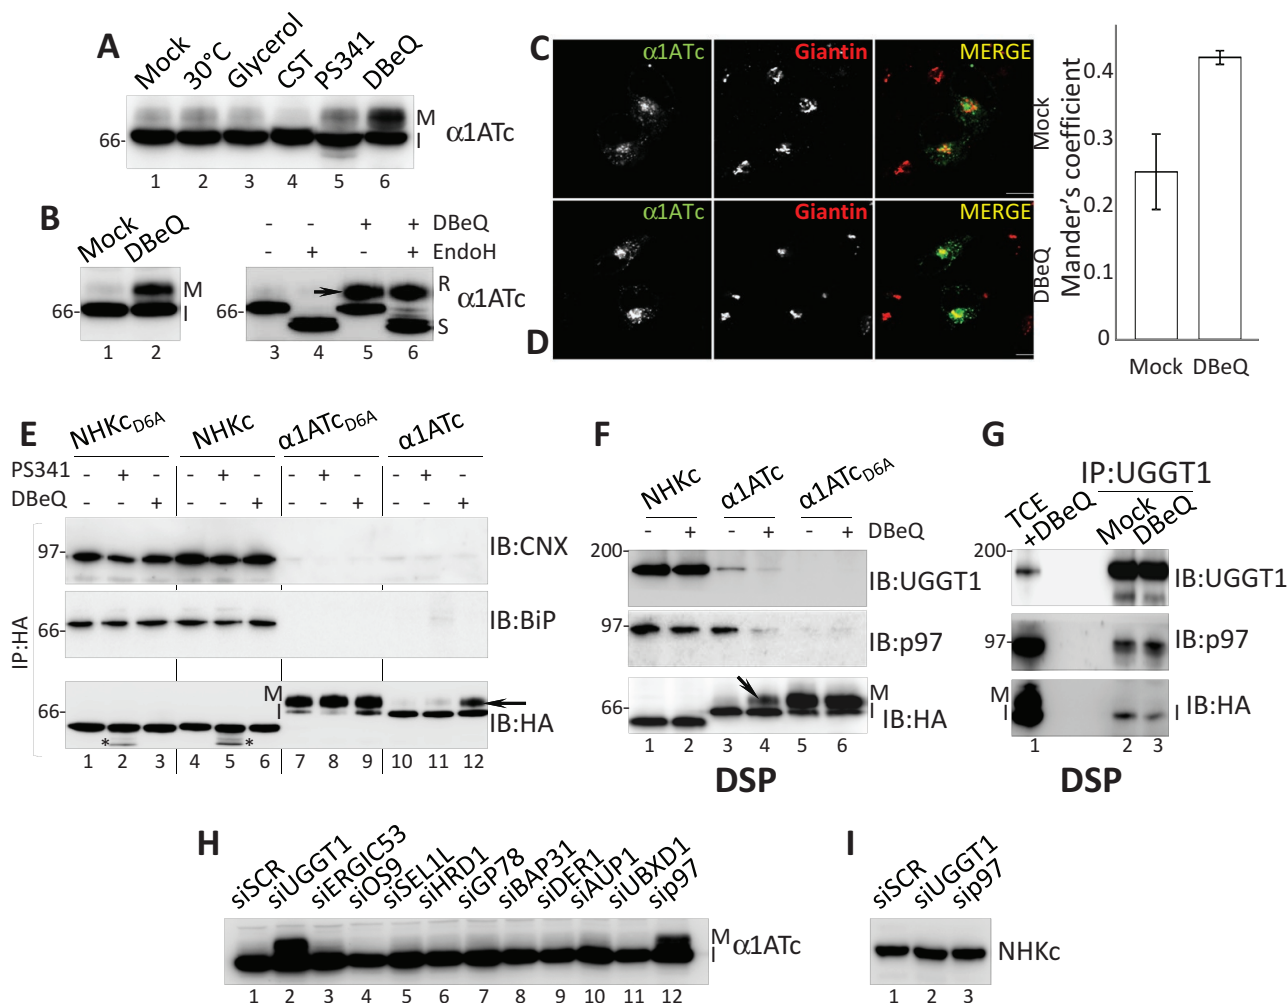 A
Mock 30°C Glycerol CST PS341 DBeQ
M
66- I α1ATc
1 2 3 4 5 6
B
Mock DBeQ
M
66- I
1 2
- - + + DBeQ
- + - + EndoH
R
66- α1ATc
S
3 4 5 6
C
α1ATc Giantin MERGE
Mock
α1ATc Giantin MERGE
DBeQ
D
Mander's coefficient
0.4
0.3
0.2
0.1
0
Mock DBeQ
E
NHKcD6A NHKc α1ATcD6A α1ATc
PS341 - + - - + - - + - - + -
DBeQ - - + - - + - - + - - +
IP:HA
97- IB:CNX
66- IB:BiP
M
66- I IB:HA
* *
1 2 3 4 5 6 7 8 9 10 11 12
F
NHKc α1ATc α1ATcD6A
- + - + - + DBeQ
200-
IB:UGGT1
97-
IB:p97
M
66- I IB:HA
1 2 3 4 5 6
DSP
G
IP:UGGT1
TCE +DBeQ Mock DBeQ
200-
IB:UGGT1
97- IB:p97
M
I I IB:HA
1 2 3
DSP
H
siSCR siUGGT1 siERGIC53 siOS9 siSEL1L siHRD1 siGP78 siBAP31 siDER1 siAUP1 siUBXD1 sip97
M
I α1ATc
1 2 3 4 5 6 7 8 9 10 11 12
I
siSCR siUGGT1 sip97
NHKc
1 2 3